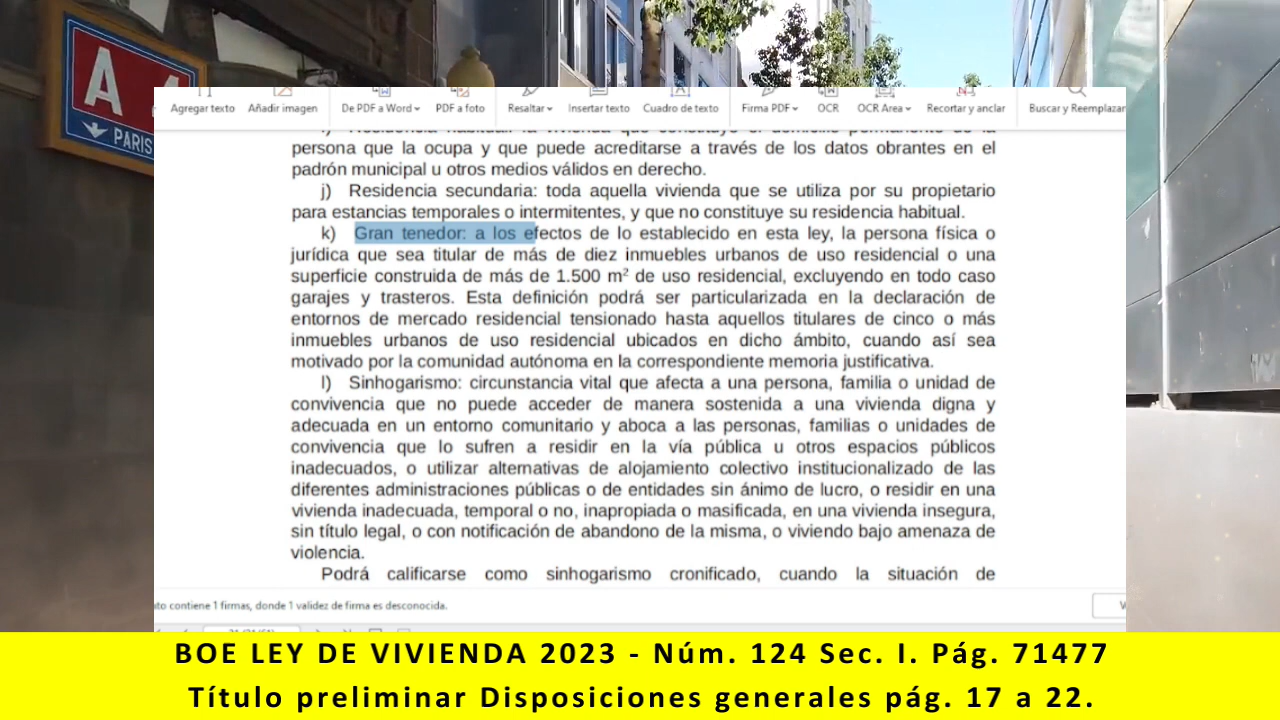 A
PARIS
Agregar texto Añadir imagen De PDF a Word PDF a foto Resaltar Insertar texto Cuadro de texto Firma PDF OCR OCR Area Recortar y anclar Buscar y Reemplazar
persona que la ocupa y que puede acreditarse a través de los datos obrantes en el
padrón municipal u otros medios válidos en derecho.
j) Residencia secundaria: toda aquella vivienda que se utiliza por su propietario
para estancias temporales o intermitentes, y que no constituye su residencia habitual.
k) Gran tenedor: a los efectos de lo establecido en esta ley, la persona física o
jurídica que sea titular de más de diez inmuebles urbanos de uso residencial o una
superficie construida de más de 1.500 m² de uso residencial, excluyendo en todo caso
garajes y trasteros. Esta definición podrá ser particularizada en la declaración de
entornos de mercado residencial tensionado hasta aquellos titulares de cinco o más
inmuebles urbanos de uso residencial ubicados en dicho ámbito, cuando así sea
motivado por la comunidad autónoma en la correspondiente memoria justificativa.
l) Sinhogarismo: circunstancia vital que afecta a una persona, familia o unidad de
convivencia que no puede acceder de manera sostenida a una vivienda digna y
adecuada en un entorno comunitario y aboca a las personas, familias o unidades de
convivencia que lo sufren a residir en la vía pública u otros espacios públicos
inadecuados, o utilizar alternativas de alojamiento colectivo institucionalizado de las
diferentes administraciones públicas o de entidades sin ánimo de lucro, o residir en una
vivienda inadecuada, temporal o no, inapropiada o masificada, en una vivienda insegura,
sin título legal, o con notificación de abandono de la misma, o viviendo bajo amenaza de
violencia.
Podrá calificarse como sinhogarismo cronificado, cuando la situación de
contiene 1 firmas, donde 1 validez de firma es desconocida.
BOE LEY DE VIVIENDA 2023 - Núm. 124 Sec. I. Pág. 71477
Título preliminar Disposiciones generales pág. 17 a 22.